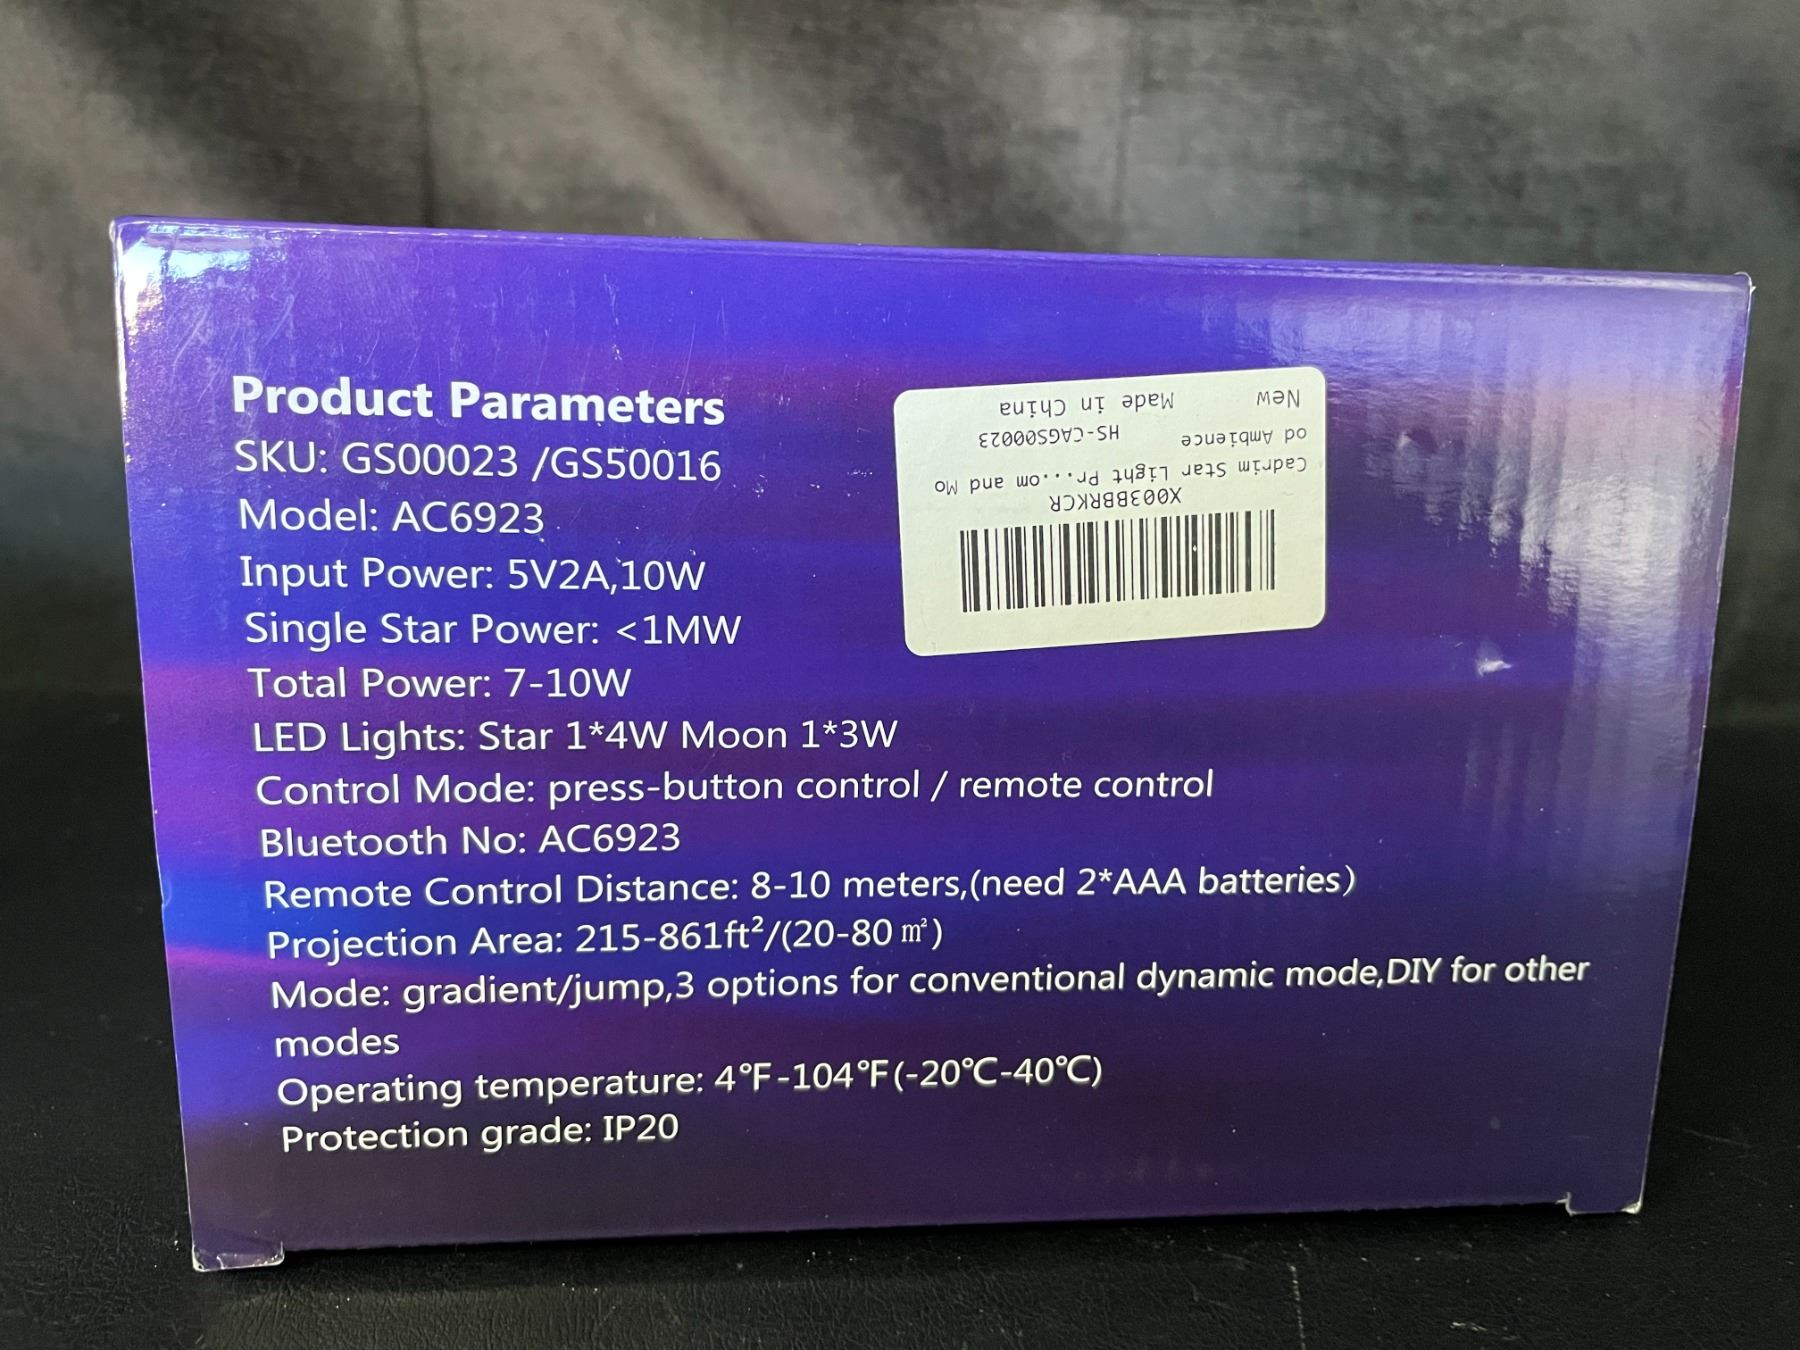 Product Parameters
SKU: GS00023 /GS50016
Model: AC6923
Input Power: 5V2A,10W
Single Star Power: <1MW
Total Power: 7-10W
LED Lights: Star 1*4W Moon 1*3W
Control Mode: press-button control / remote control
Bluetooth No: AC6923
Remote Control Distance: 8-10 meters,(need 2*AAA batteries)
Projection Area: 215-861ft²/(20-80 m²)
Mode: gradient/jump,3 options for conventional dynamic mode,DIY for other
modes
Operating temperature: 4°F-104°F(-20℃-40℃)
Protection grade: IP20
X003BBRKCR
Cadrim Star Light Pr...om and Mo
od Ambience HS-CAGS00023
New Made in China